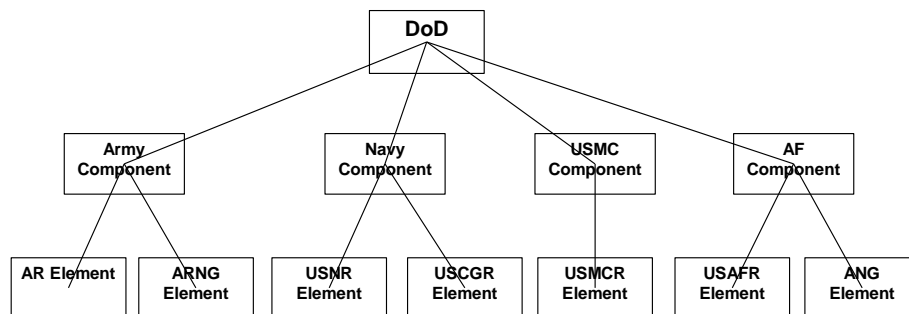 DoD
Army
Component
Navy
Component
USMC
Component
AF
Component
AR Element
ARNG
Element
USNR
Element
USCGR
Element
USMCR
Element
USAFR
Element
ANG
Element